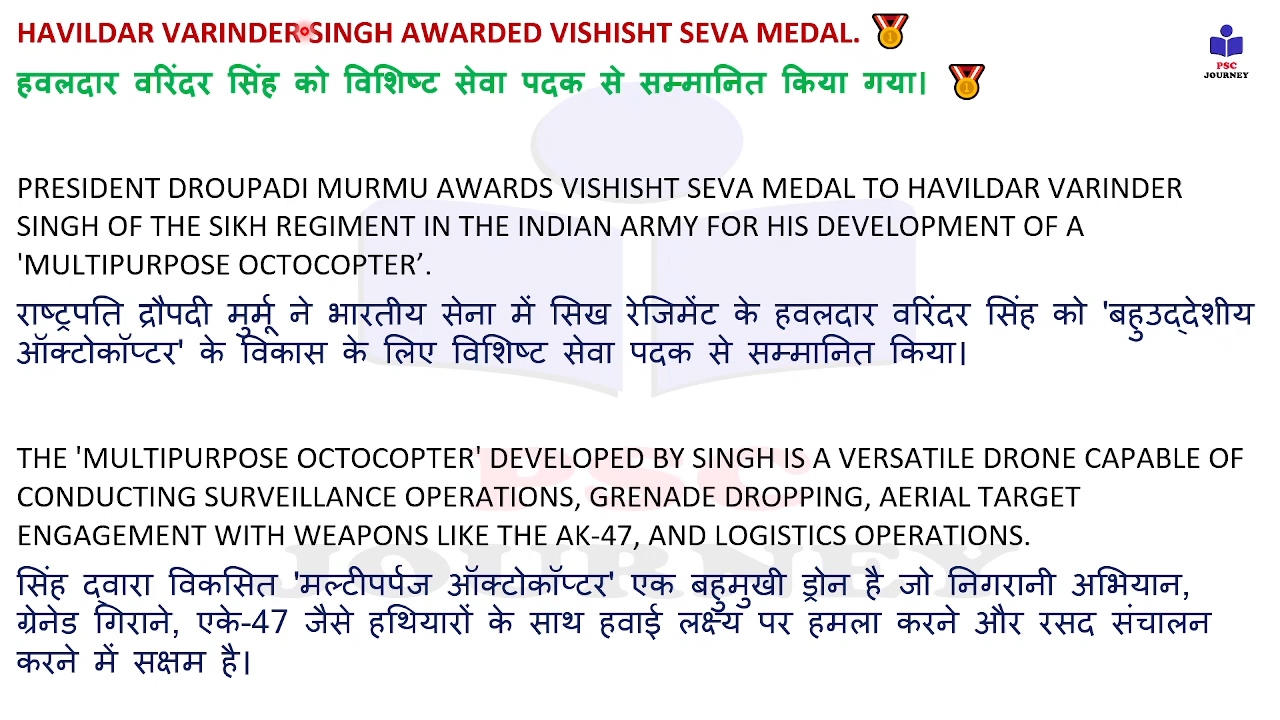 HAVILDAR VARINDER SINGH AWARDED VISHISHT SEVA MEDAL.
PSC
JOURNEY
हवलदार वरिंदर सिंह को विशिष्ट सेवा पदक से सम्मानित किया गया।
PRESIDENT DROUPADI MURMU AWARDS VISHISHT SEVA MEDAL TO HAVILDAR VARINDER
SINGH OF THE SIKH REGIMENT IN THE INDIAN ARMY FOR HIS DEVELOPMENT OF A
'MULTIPURPOSE OCTOCOPTER’.
राष्ट्रपति द्रौपदी मुर्मू ने भारतीय सेना में सिख रेजिमेंट के हवलदार वरिंदर सिंह को 'बहुउद्देशीय
ऑक्टोकॉप्टर' के विकास के लिए विशिष्ट सेवा पदक से सम्मानित किया।
THE 'MULTIPURPOSE OCTOCOPTER' DEVELOPED BY SINGH IS A VERSATILE DRONE CAPABLE OF
CONDUCTING SURVEILLANCE OPERATIONS, GRENADE DROPPING, AERIAL TARGET
ENGAGEMENT WITH WEAPONS LIKE THE AK-47, AND LOGISTICS OPERATIONS.
सिंह द्वारा विकसित 'मल्टीपर्पज ऑक्टोकॉप्टर' एक बहुमुखी ड्रोन है जो निगरानी अभियान,
ग्रेनेड गिराने, एके-47 जैसे हथियारों के साथ हवाई लक्ष्य पर हमला करने और रसद संचालन
करने में सक्षम है।
PSC
JOURNEY